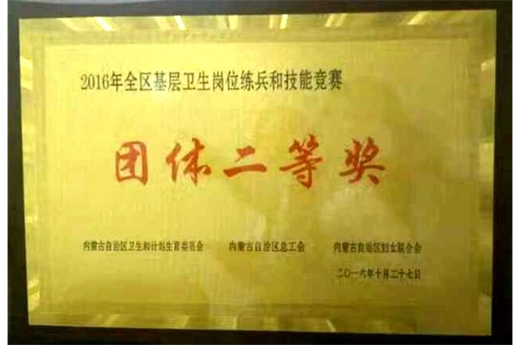 2016年全区基层卫生岗位练兵和技能竞赛
团体二等奖
内蒙古自治区卫生和计划生育委员会 内蒙古自治区总工会 内蒙古自治区妇女联合会
二〇一六年十月二十七日